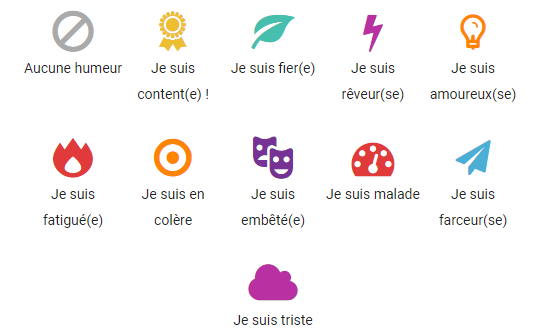 Aucune humeur
Je suis
content(e) !
Je suis fier(e)
Je suis
rêveur(se)
Je suis
amoureux(se)
Je suis
fatigué(e)
Je suis en
colère
Je suis
embêté(e)
Je suis malade
Je suis
farceur(se)
Je suis triste